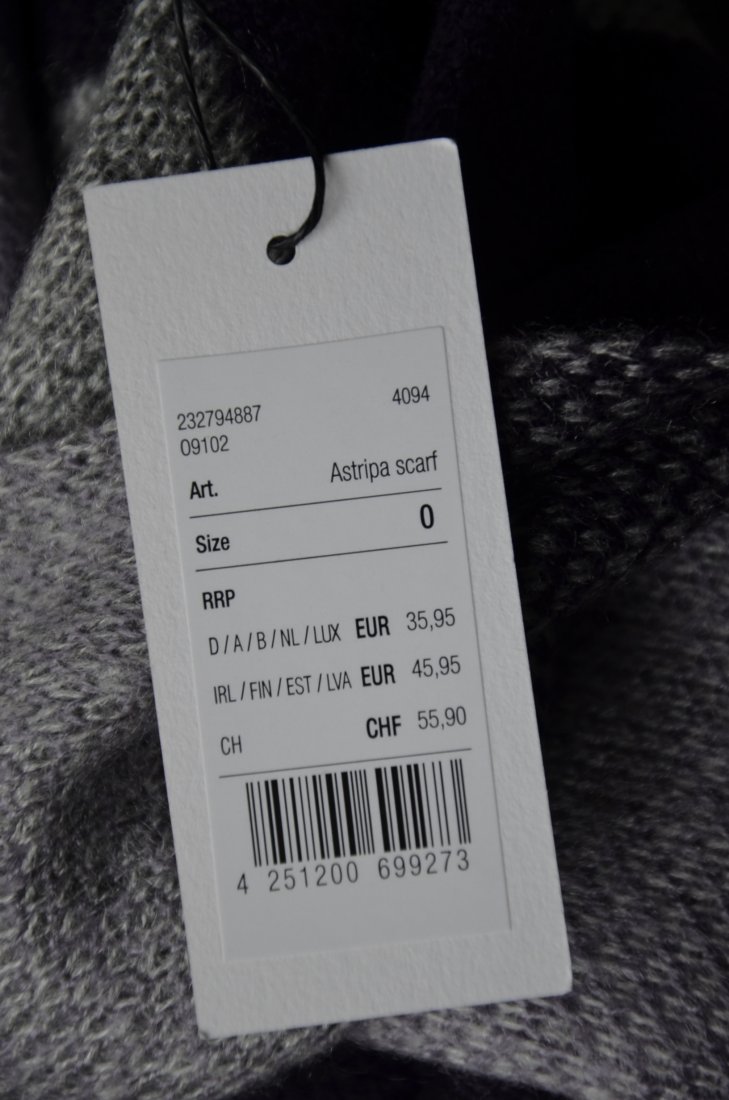 232794887 4094
09102
Art. Astripa scarf
Size 0
RRP
D / A / B / NL / LUX EUR 35,95
IRL / FIN / EST / LVA EUR 45,95
CH CHF 55,90
4 251200 699273